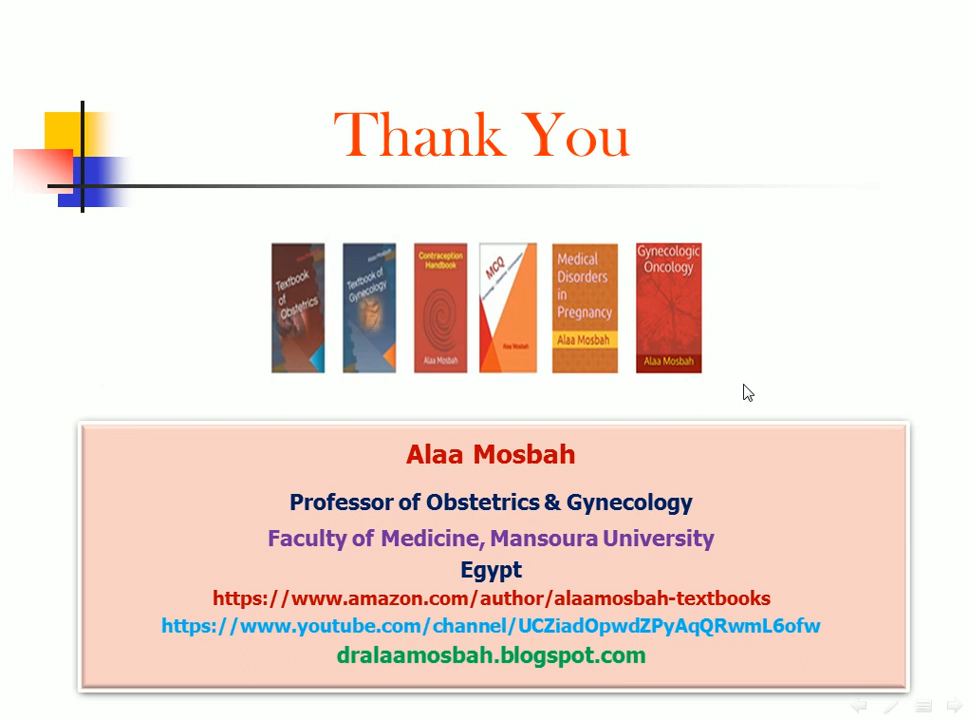 Thank You
Textbook
of
Obstetrics
Textbook of
Gynecology
Contraception
Handbook
Alaa Mosbah
MCQ
Alaa Mosbah
Medical
Disorders
in
Pregnancy
Alaa Mosbah
Gynecologic
Oncology
Alaa Mosbah
Alaa Mosbah
Professor of Obstetrics & Gynecology
Faculty of Medicine, Mansoura University
Egypt
https://www.amazon.com/author/alaamosbah-textbooks
https://www.youtube.com/channel/UCZiadOpwdZPyAqQRwmL6ofw
dralaamosbah.blogspot.com